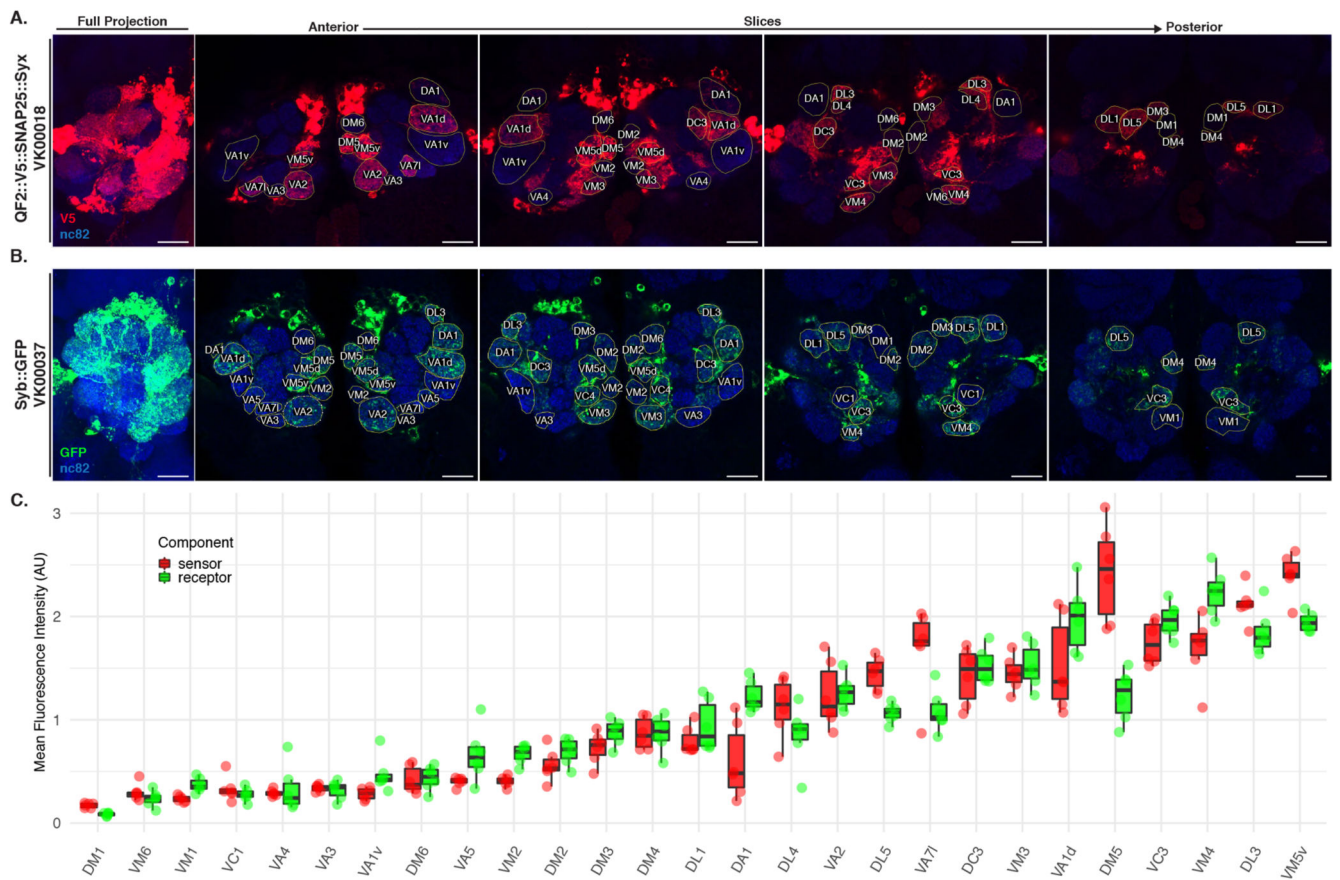 A.
Full Projection
Anterior
Slices
Posterior
QF2::V5::SNAP25::Syx
VK00018
V5
nc82
DA1
VA1d
DM6
DM5
VM5v
VA1v
VA1v
VM5v
VA7l
VA2
VA7l
VA3
VA2
VA3
DA1
DA1
DM6
DM2
DC3
VA1d
VA1d
VM5d
DM5
VM5d
VA1v
VA1v
VM2
VM2
VM3
VM3
VA4
VA4
DA1
DL3
DL4
DL3
DL4
DA1
DM3
DM6
DC3
DM2
DM2
VC3
VM3
VC3
VM4
VM6
VM4
DL1
DL5
DM3
DM1
DM4
DM1
DM4
DL5
DL1
B.
Syb::GFP
VK00037
GFP
nc82
DL3
DM6
DM6
DA1
DA1
VA1d
DM5
DM5
VM5d
VM5d
VA1d
VA1v
VM5v
VM2
VM5v
VM2
VA1v
VA5
VA5
VA7l
VA2
VA2
VA7l
VA3
VA3
DL3
DL3
DM3
DM6
DA1
DM2
DM2
DA1
DC3
VM5d
VM5d
DC3
VA1v
VM2
VM2
VC4
VA1v
VC4
VA3
VM3
VM3
VA3
DL1
DL5
DM3
DM1
DM2
DM3
DL5
DL1
DM2
VC1
VC1
VC3
VC3
VM4
VM4
DL5
DL5
DM4
DM4
VC3
VC3
VM1
VM1
C.
Mean Fluorescence Intensity (AU)
3
2
1
0
Component
sensor
receptor
DM1
VM6
VM1
VC1
VA4
VA3
VA1v
DM6
VA5
VM2
DM2
DM3
DM4
DL1
DA1
DL4
VA2
DL5
VA7l
DC3
VM3
VA1d
DM5
VC3
VM4
DL3
VM5v